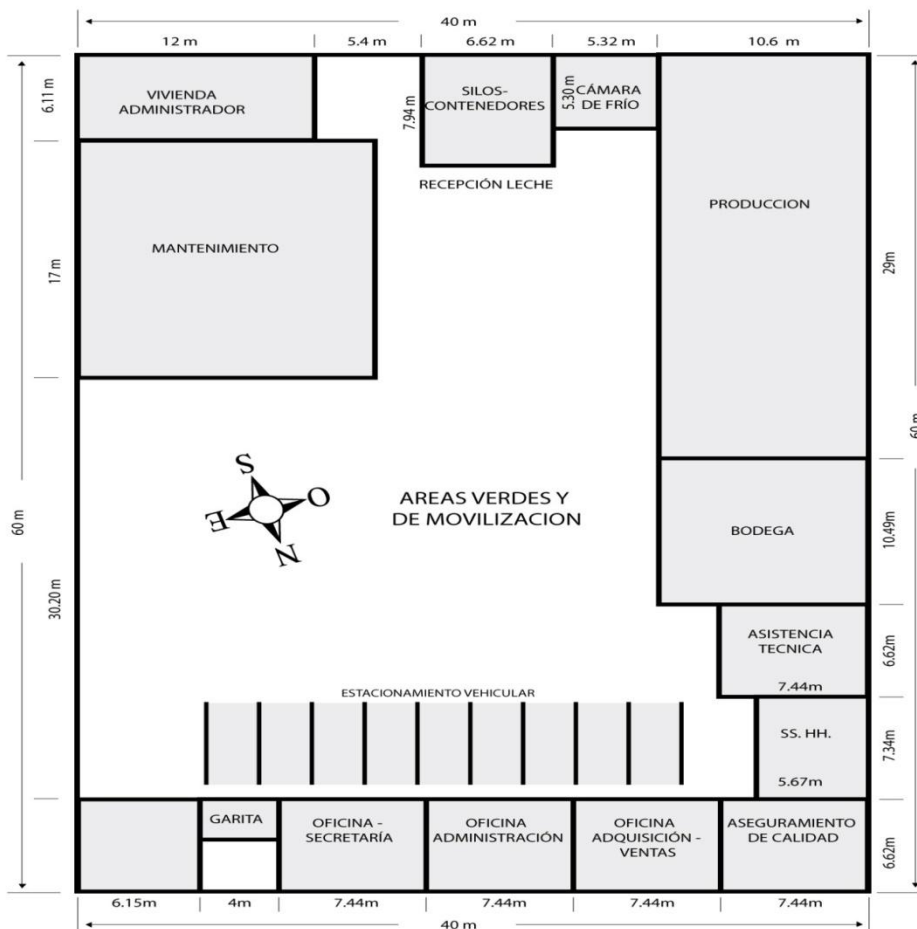 40 m
12 m
5.4 m
6.62 m
5.32 m
10.6 m
6.11 m
VIVIENDA
ADMINISTRADOR
7.94 m
SILOS-
CONTENEDORES
5.30 m
CÁMARA
DE FRÍO
RECEPCIÓN LECHE
PRODUCCION
MANTENIMIENTO
17 m
29m
60 m
60 m
S
O
E
N
AREAS VERDES Y
DE MOVILIZACION
BODEGA
10.49m
30.20 m
ASISTENCIA
TECNICA
7.44m
6.62m
ESTACIONAMIENTO VEHICULAR
SS. HH.
5.67m
7.34m
GARITA
OFICINA -
SECRETARÍA
OFICINA
ADMINISTRACIÓN
OFICINA
ADQUISICIÓN -
VENTAS
ASEGURAMIENTO
DE CALIDAD
6.62m
6.15m
4m
7.44m
7.44m
7.44m
7.44m
40 m